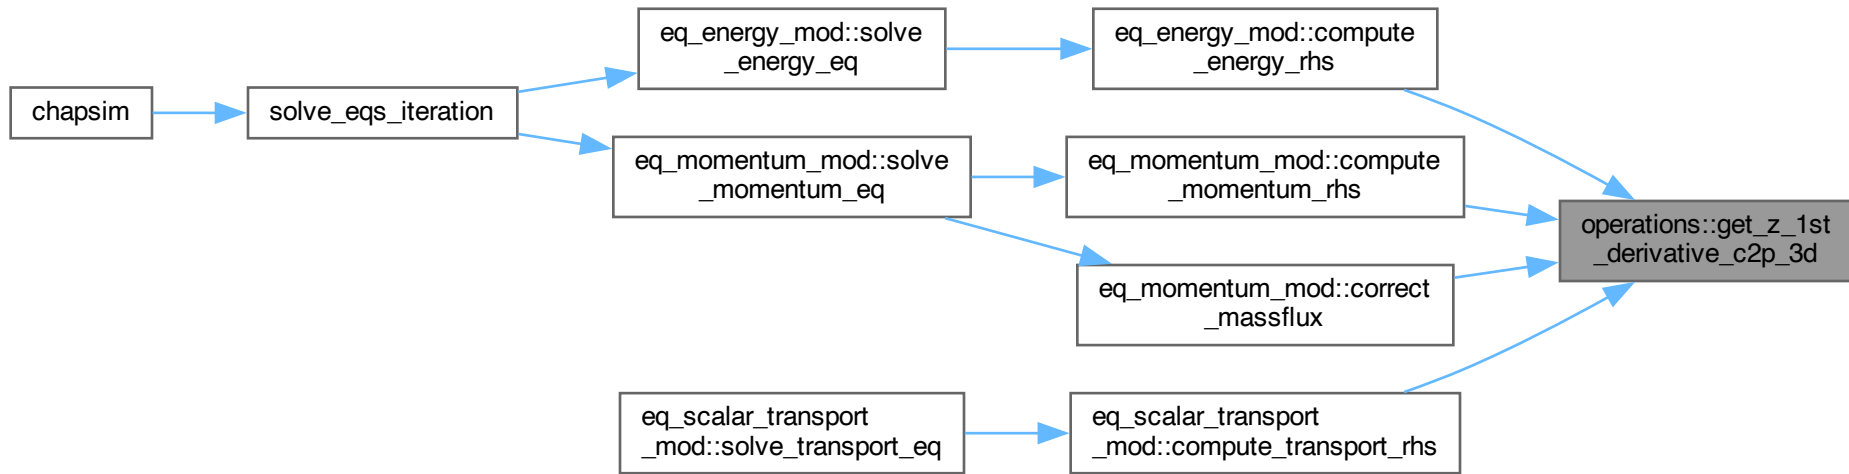 eq_energy_mod::solve
_energy_eq
eq_energy_mod::compute
_energy_rhs
chapsim
solve_eqs_iteration
eq_momentum_mod::solve
_momentum_eq
eq_momentum_mod::compute
_momentum_rhs
operations::get_z_1st
_derivative_c2p_3d
eq_momentum_mod::correct
_massflux
eq_scalar_transport
_mod::solve_transport_eq
eq_scalar_transport
_mod::compute_transport_rhs